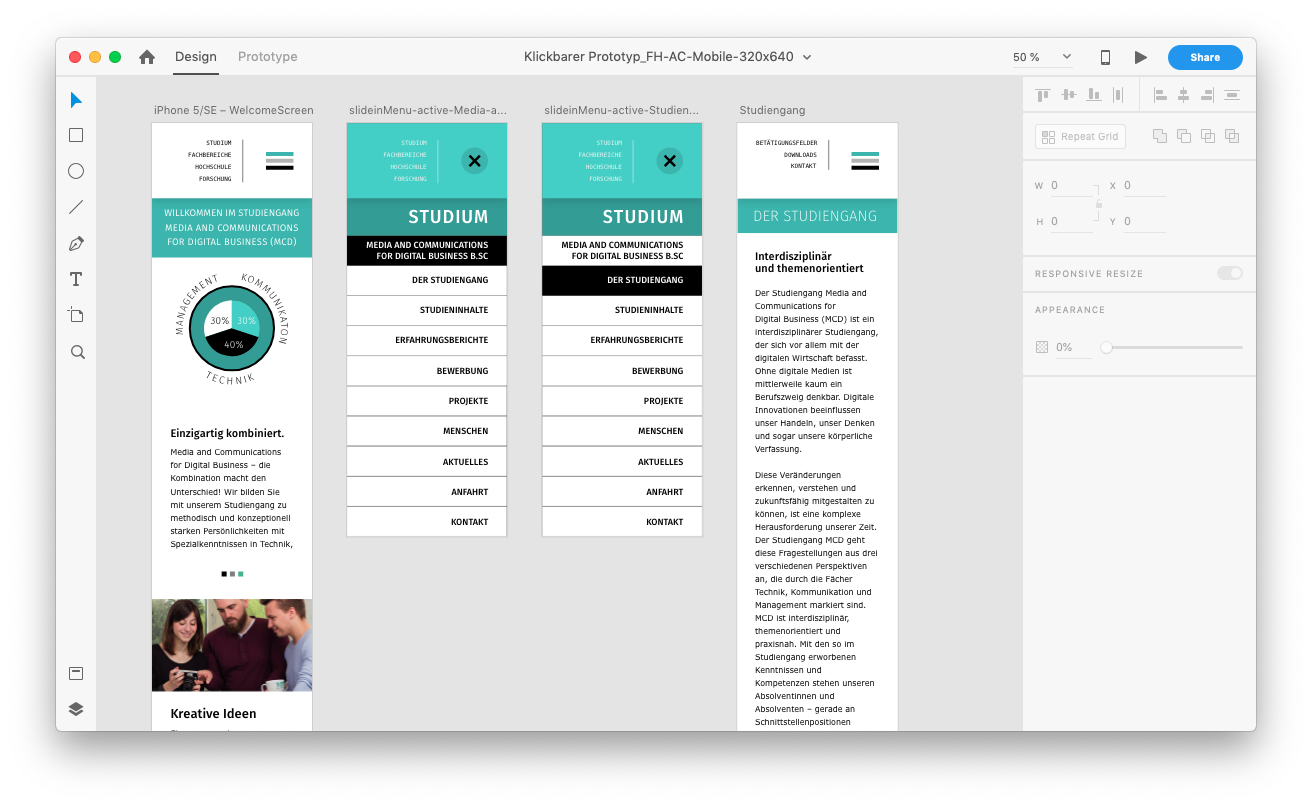 Design
Prototype
Klickbarer Prototyp_FH-AC-Mobile-320x640
50 %
Share
iPhone 5/SE – WelcomeScreen
STUDIUM
FACHBEREICHE
HOCHSCHULE
FORSCHUNG
WILLKOMMEN IM STUDIENGANG
MEDIA AND COMMUNICATIONS
FOR DIGITAL BUSINESS (MCD)
MANAGEMENT
KOMMUNIKATON
30%
30%
40%
TECHNIK
Einzigartig kombiniert.
Media and Communications
for Digital Business – die
Kombination macht den
Unterschied! Wir bilden Sie
mit unserem Studiengang zu
methodisch und konzeptionell
starken Persönlichkeiten mit
Spezialkenntnissen in Technik,
Kreative Ideen
slideinMenu-active-Media-a...
STUDIUM
FACHBEREICHE
HOCHSCHULE
FORSCHUNG
STUDIUM
MEDIA AND COMMUNICATIONS
FOR DIGITAL BUSINESS B.SC
DER STUDIENGANG
STUDIENINHALTE
ERFAHRUNGSBERICHTE
BEWERBUNG
PROJEKTE
MENSCHEN
AKTUELLES
ANFAHRT
KONTAKT
slideinMenu-active-Studien...
STUDIUM
FACHBEREICHE
HOCHSCHULE
FORSCHUNG
STUDIUM
MEDIA AND COMMUNICATIONS
FOR DIGITAL BUSINESS B.SC
DER STUDIENGANG
STUDIENINHALTE
ERFAHRUNGSBERICHTE
BEWERBUNG
PROJEKTE
MENSCHEN
AKTUELLES
ANFAHRT
KONTAKT
Studiengang
BETÄTIGUNGSFELDER
DOWNLOADS
KONTAKT
DER STUDIENGANG
Interdisziplinär
und themenorientiert
Der Studiengang Media and
Communications for
Digital Business (MCD) ist ein
interdisziplinärer Studiengang,
der sich vor allem mit der
digitalen Wirtschaft befasst.
Ohne digitale Medien ist
mittlerweile kaum ein
Berufszweig denkbar. Digitale
Innovationen beeinflussen
unser Handeln, unser Denken
und sogar unsere körperliche
Verfassung.
Diese Veränderungen
erkennen, verstehen und
zukunftsfähig mitgestalten zu
können, ist eine komplexe
Herausforderung unserer Zeit.
Der Studiengang MCD geht
diese Fragestellungen aus drei
verschiedenen Perspektiven
an, die durch die Fächer
Technik, Kommunikation und
Management markiert sind.
MCD ist interdisziplinär,
themenorientiert und
praxisnah. Mit den so im
Studiengang erworbenen
Kenntnissen und
Kompetenzen stehen unseren
Absolventinnen und
Absolventen – gerade an
Schnittstellenpositionen
Repeat Grid
W 0
X 0
H 0
Y 0
RESPONSIVE RESIZE
APPEARANCE
0%